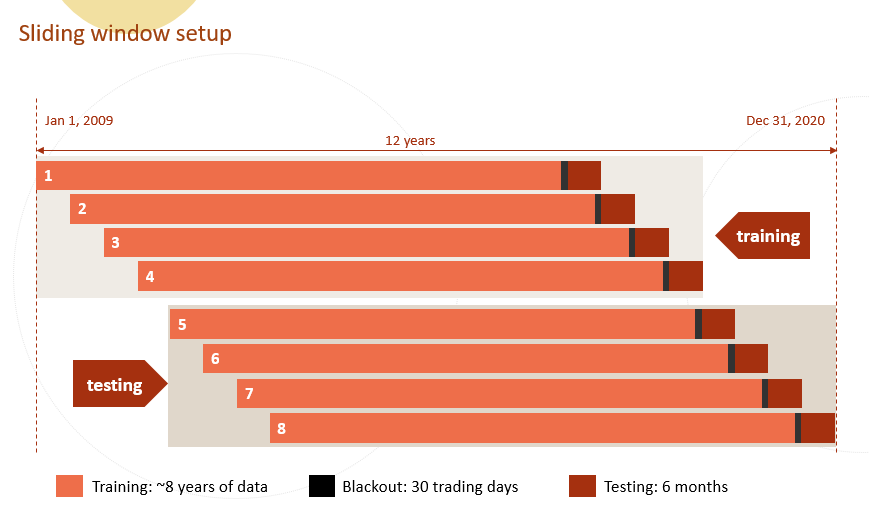 Sliding window setup
Jan 1, 2009
Dec 31, 2020
12 years
1
2
3
training
4
5
6
testing
7
8
Training: ~8 years of data
Blackout: 30 trading days
Testing: 6 months